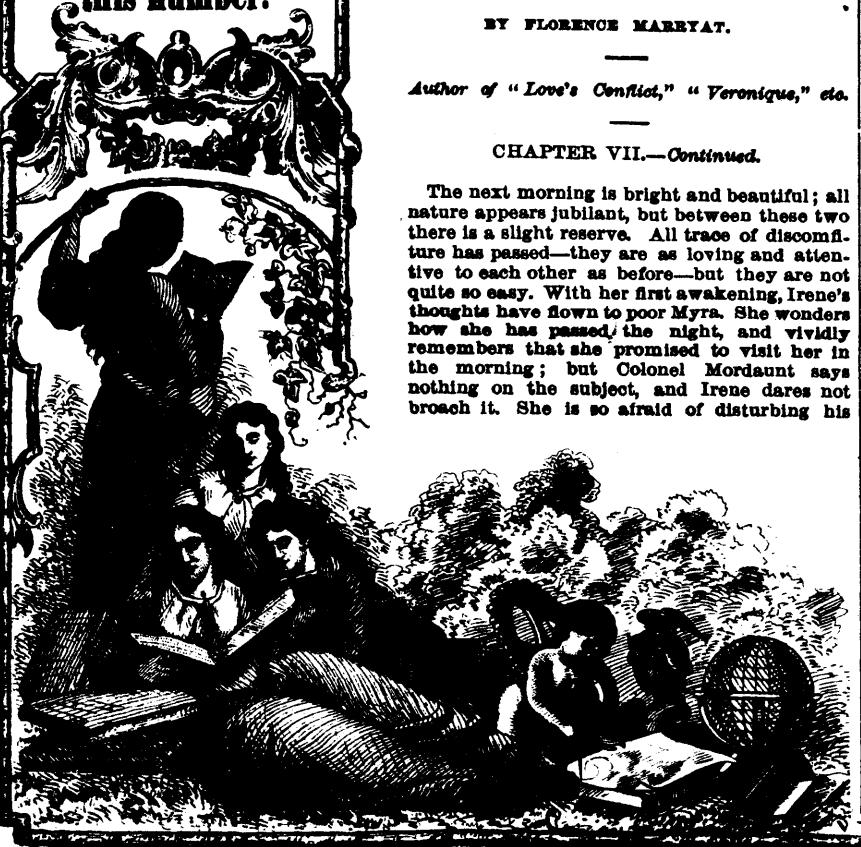 this number.
BY FLORENCE MARRYAT.
Author of "Love's Conflict," "Veronique," etc.
CHAPTER VII.—Continued.
The next morning is bright and beautiful; all
nature appears jubilant, but between these two
there is a slight reserve. All trace of discomfi-
ture has passed—they are as loving and atten-
tive to each other as before—but they are not
quite so easy. With her first awakening, Irene's
thoughts have flown to poor Myra. She wonders
how she has passed the night, and vividly
remembers that she promised to visit her in
the morning; but Colonel Mordaunt says
nothing on the subject, and Irene dares not
broach it. She is so afraid of disturbing his